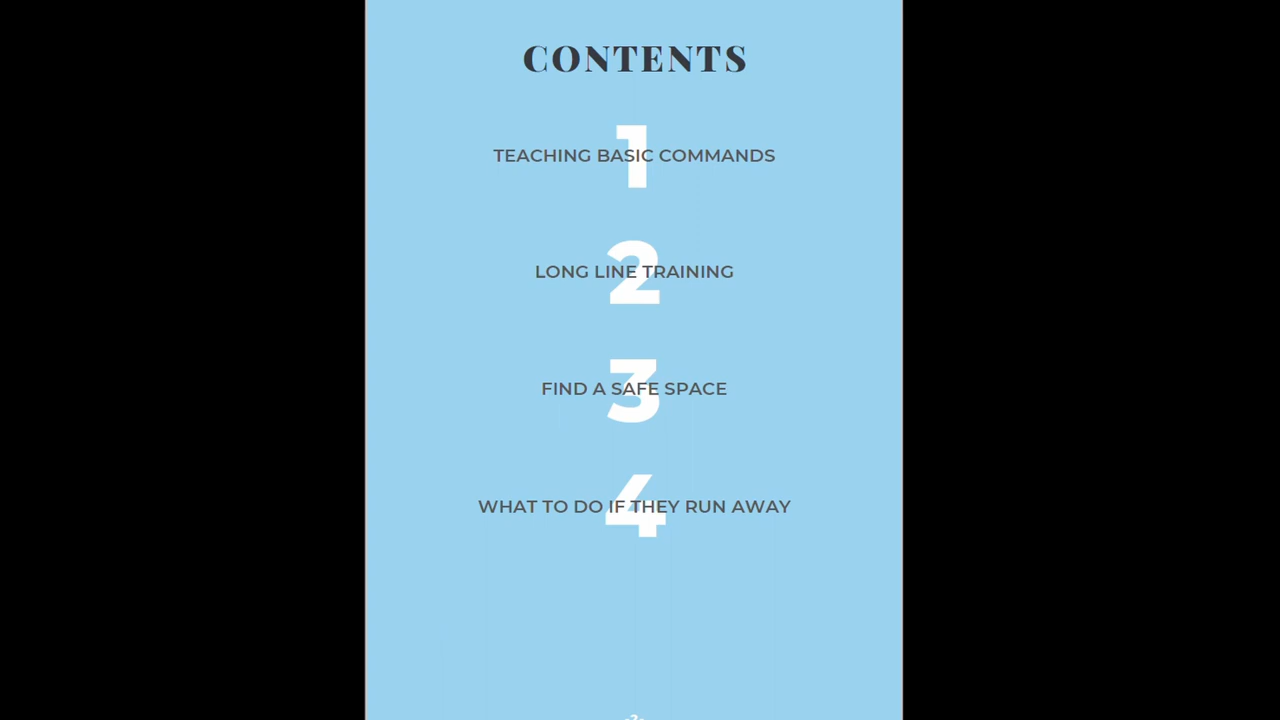 CONTENTS
1
TEACHING BASIC COMMANDS
2
LONG LINE TRAINING
3
FIND A SAFE SPACE
4
WHAT TO DO IF THEY RUN AWAY
-2-